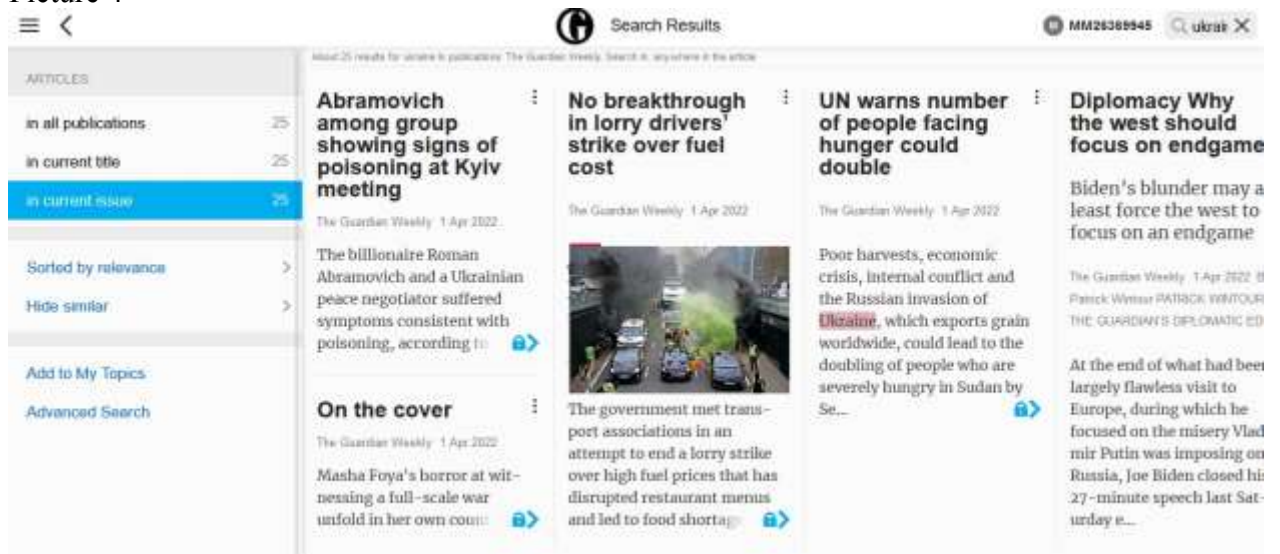 Search Results
MM26389945
ukrai
ARTICLES
in all publications 25
in current title 25
in current issue 25
Sorted by relevance
Hide similar
Add to My Topics
Advanced Search
About 25 results for ukraine in publications: The Guardian Weekly, Search in: anywhere in the article
Abramovich
among group
showing signs of
poisoning at Kyiv
meeting
The Guardian Weekly 1 Apr 2022
The billionaire Roman
Abramovich and a Ukrainian
peace negotiator suffered
symptoms consistent with
poisoning, according to
On the cover
The Guardian Weekly 1 Apr 2022
Masha Foya's horror at wit-
nessing a full-scale war
unfold in her own coun
No breakthrough
in lorry drivers'
strike over fuel
cost
The Guardian Weekly 1 Apr 2022
The government met trans-
port associations in an
attempt to end a lorry strike
over high fuel prices that has
disrupted restaurant menus
and led to food shortag
UN warns number
of people facing
hunger could
double
The Guardian Weekly 1 Apr 2022
Poor harvests, economic
crisis, internal conflict and
the Russian invasion of
Ukraine, which exports grain
worldwide, could lead to the
doubling of people who are
severely hungry in Sudan by
Se...
Diplomacy Why
the west should
focus on endgame
Biden's blunder may a
least force the west to
focus on an endgame
The Guardian Weekly 1 Apr 2022
Patrick Wintour PATRICK WINTOUR
THE GUARDIAN'S DIPLOMATIC ED
At the end of what had been
largely flawless visit to
Europe, during which he
focused on the misery Vlad
mir Putin was imposing on
Russia, Joe Biden closed his
27-minute speech last Sat-
urday e...